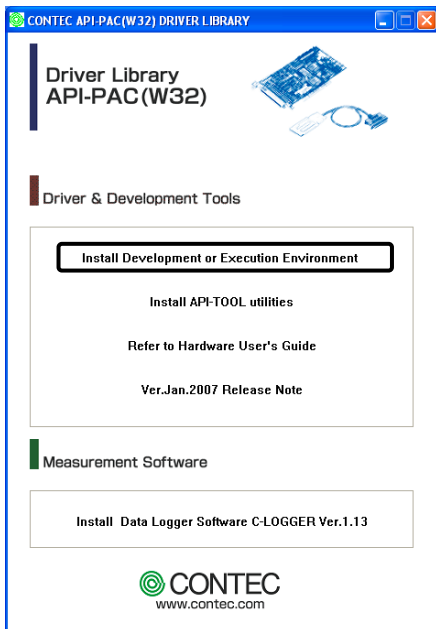 CONTEC API-PAC(W32) DRIVER LIBRARY
Driver Library
API-PAC(W32)
Driver & Development Tools
Install Development or Execution Environment
Install API-TOOL utilities
Refer to Hardware User's Guide
Ver.Jan.2007 Release Note
Measurement Software
Install Data Logger Software C-LOGGER Ver.1.13
CONTEC
www.contec.com